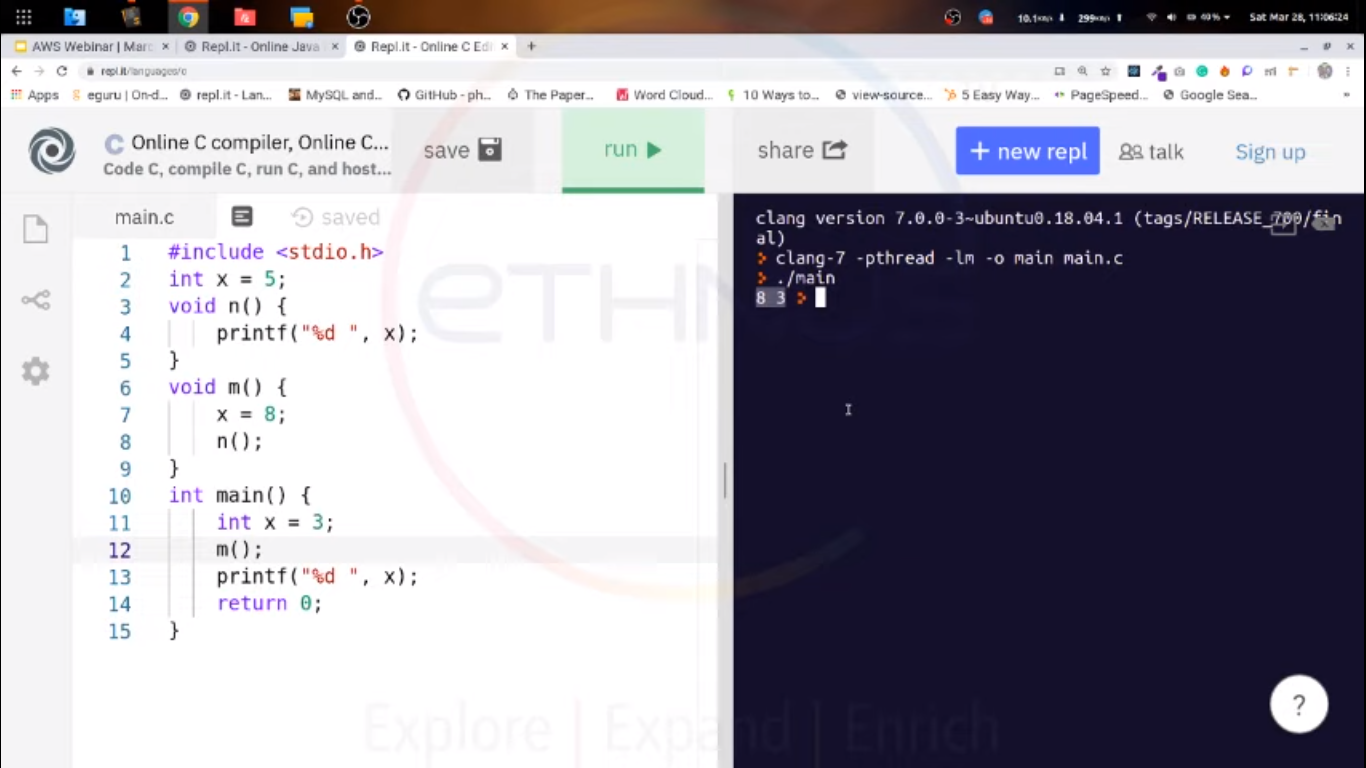 10.1 299 49% Sat Mar 28, 11:06:24
AWS Webinar | Marc × Repl.it - Online Java × Repl.it - Online C Edi × +
repl.it/languages/c
Apps eguru | On-d... repl.it - Lan... MySQL and... GitHub - ph... The Paper... Word Cloud... 10 Ways to... view-source... 5 Easy Way... PageSpeed... Google Sea... »
C Online C compiler, Online C...
Code C, compile C, run C, and host...
save run share + new repl talk Sign up
main.c saved
1 #include <stdio.h>
2 int x = 5;
3 void n() {
4 printf("%d ", x);
5 }
6 void m() {
7 x = 8;
8 n();
9 }
10 int main() {
11 int x = 3;
12 m();
13 printf("%d ", x);
14 return 0;
15 }
clang version 7.0.0-3~ubuntu0.18.04.1 (tags/RELEASE_700/fin
al)
> clang-7 -pthread -lm -o main main.c
> ./main
8 3 >
?
eTHNUS
Explore | Expand | Enrich